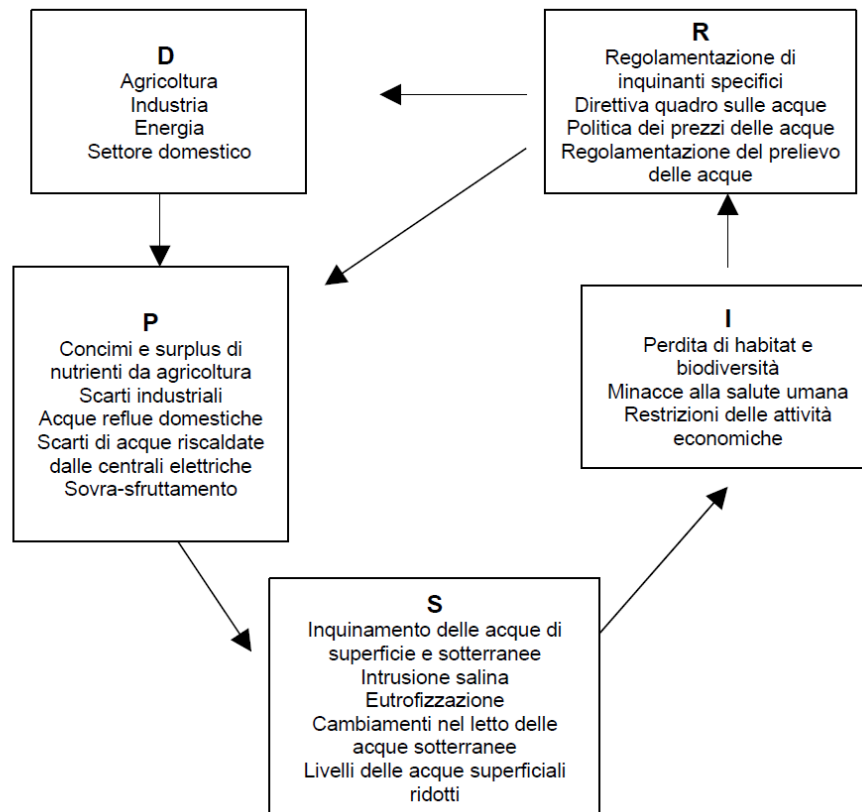 D
Agricoltura
Industria
Energia
Settore domestico
R
Regolamentazione di
inquinanti specifici
Direttiva quadro sulle acque
Politica dei prezzi delle acque
Regolamentazione del prelievo
delle acque
P
Concimi e surplus di
nutrienti da agricoltura
Scarti industriali
Acque reflue domestiche
Scarti di acque riscaldate
dalle centrali elettriche
Sovra-sfruttamento
I
Perdita di habitat e
biodiversità
Minacce alla salute umana
Restrizioni delle attività
economiche
S
Inquinamento delle acque di
superficie e sotterranee
Intrusione salina
Eutrofizzazione
Cambiamenti nel letto delle
acque sotterranee
Livelli delle acque superficiali
ridotti